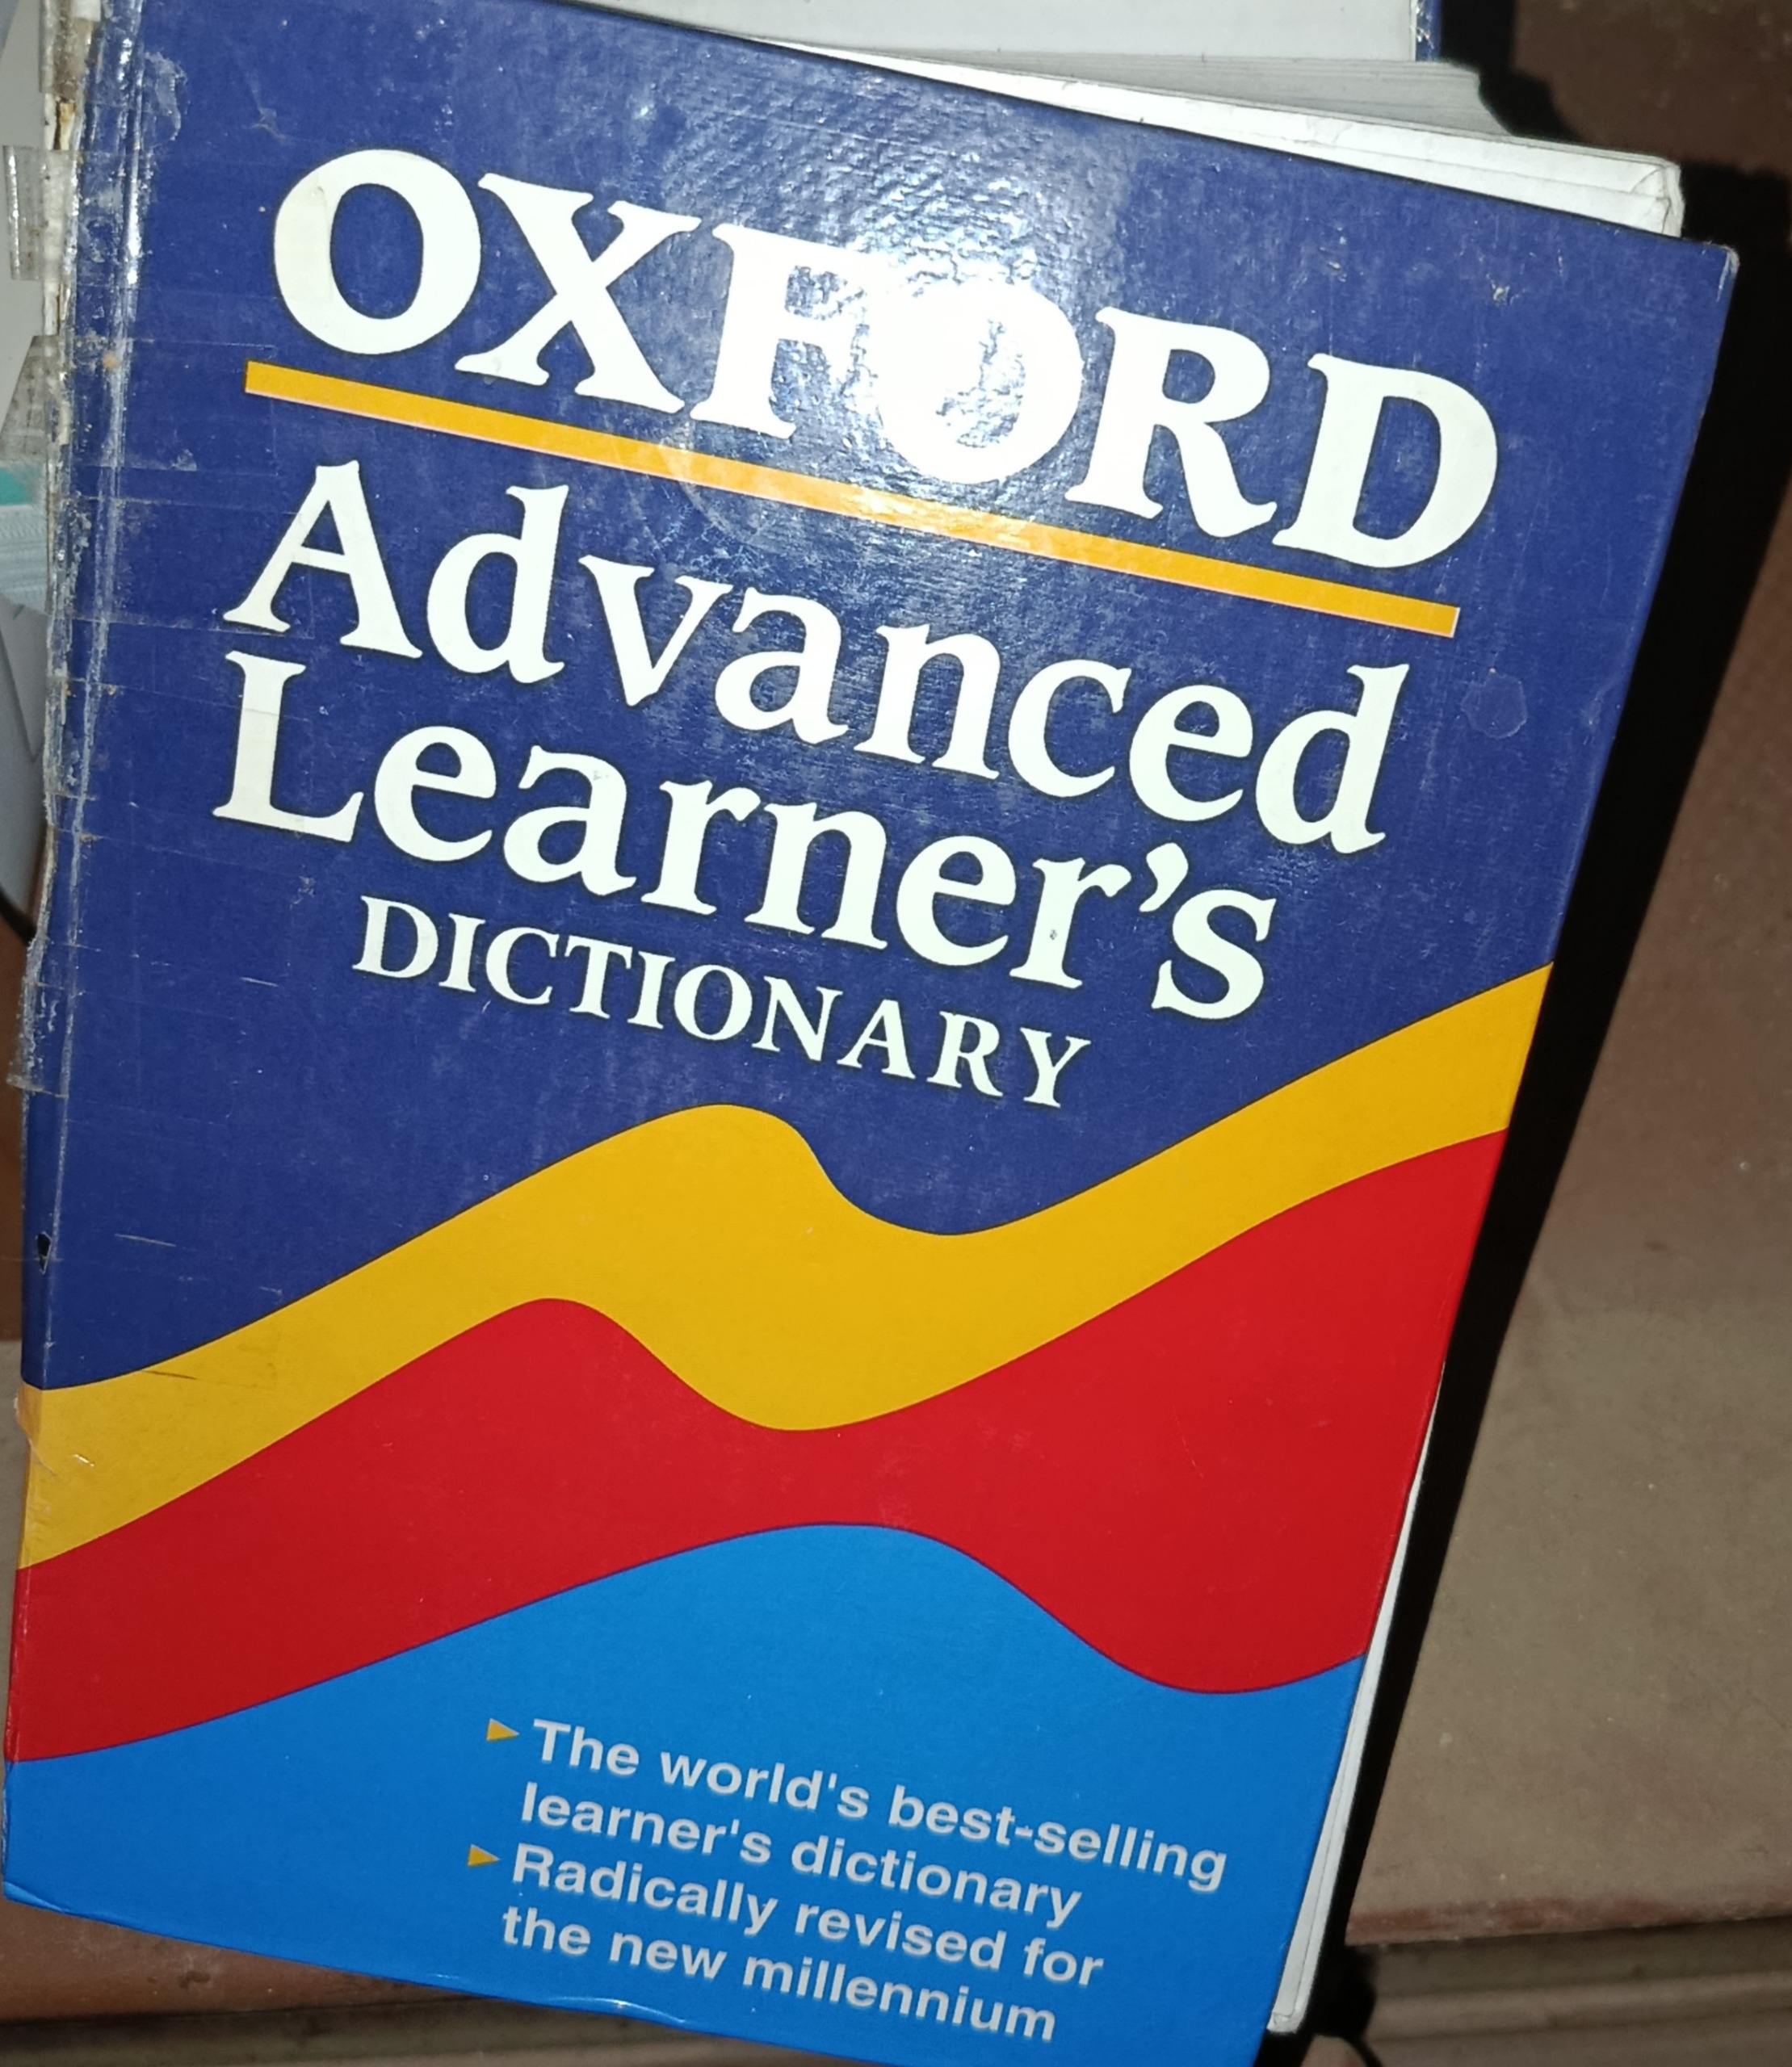 OXFORD
Advanced
Learner's
DICTIONARY
The world's best-selling
learner's dictionary
Radically revised for
the new millennium